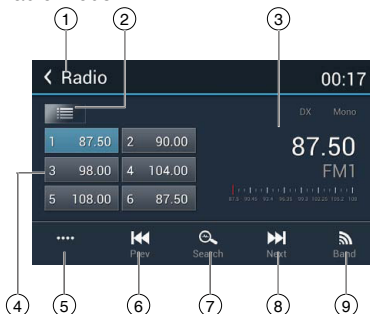 1 2 3
Radio 00:17
DX Mono
1 87.50 2 90.00
87.50
3 98.00 4 104.00
FM1
5 108.00 6 87.50
Prev Search Next Band
4 5 6 7 8 9